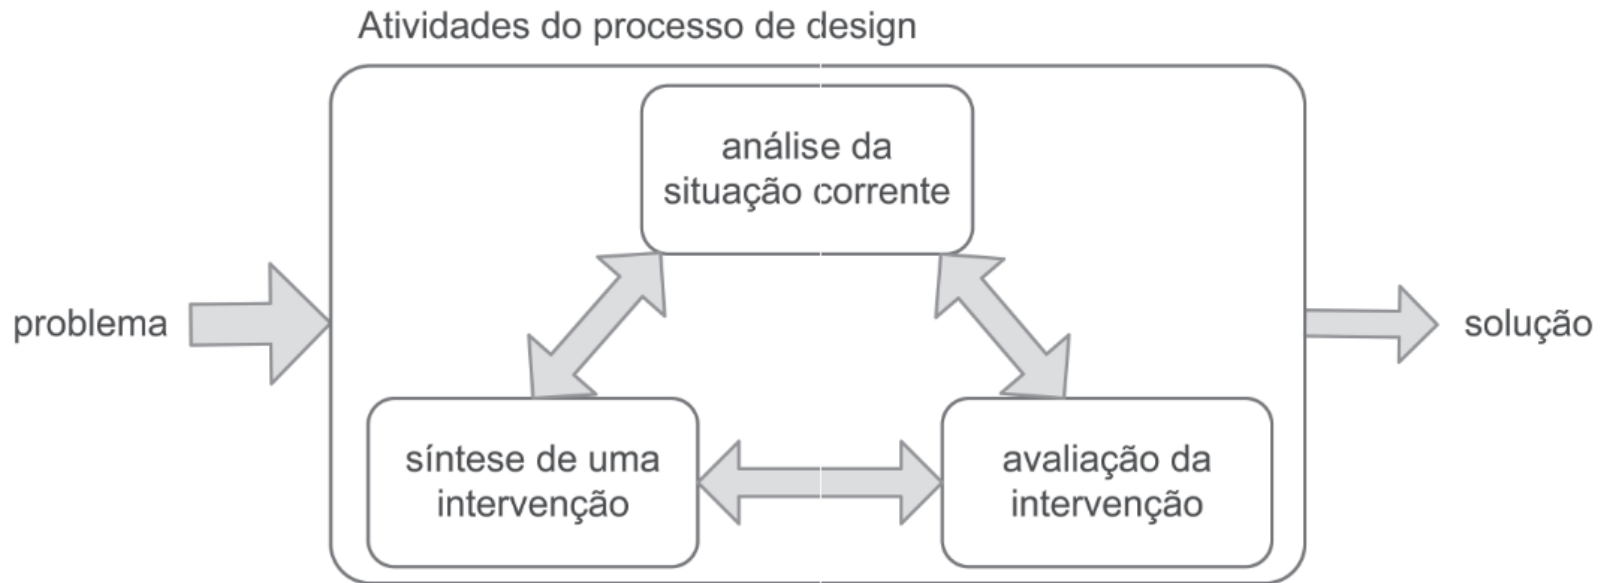 Atividades do processo de design
análise da
situação corrente
problema
solução
síntese de uma
intervenção
avaliação da
intervenção